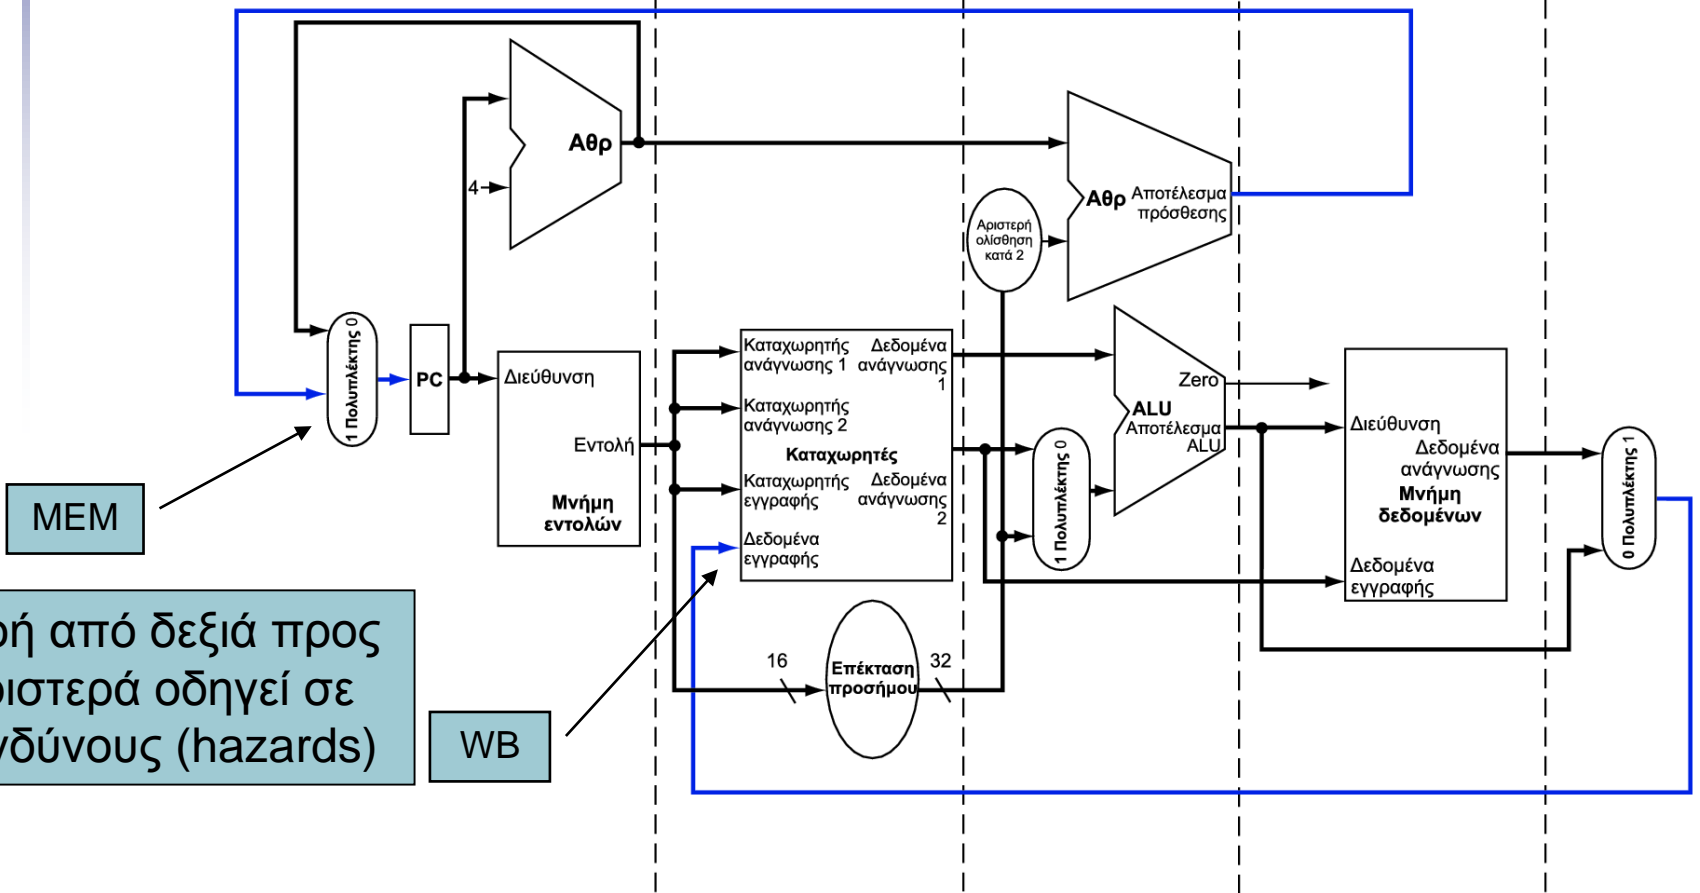 Αθρ
4
Αθρ
Αποτέλεσμα
πρόσθεσης
Αριστερή
ολίσθηση
κατά 2
1 Πολυπλέκτης 0
PC
Διεύθυνση
Εντολή
Μνήμη
εντολών
Καταχωρητής
ανάγνωσης 1
Καταχωρητής
ανάγνωσης 2
Καταχωρητές
Καταχωρητής
εγγραφής
Δεδομένα
εγγραφής
Δεδομένα
ανάγνωσης
1
Δεδομένα
ανάγνωσης
2
1 Πολυπλέκτης 0
Zero
ALU
Αποτέλεσμα
ALU
Διεύθυνση
Δεδομένα
ανάγνωσης
Μνήμη
δεδομένων
Δεδομένα
εγγραφής
0 Πολυπλέκτης 1
MEM
16
Επέκταση
προσήμου
32
από δεξιά προς
οδηγεί σε
(hazards)
WB